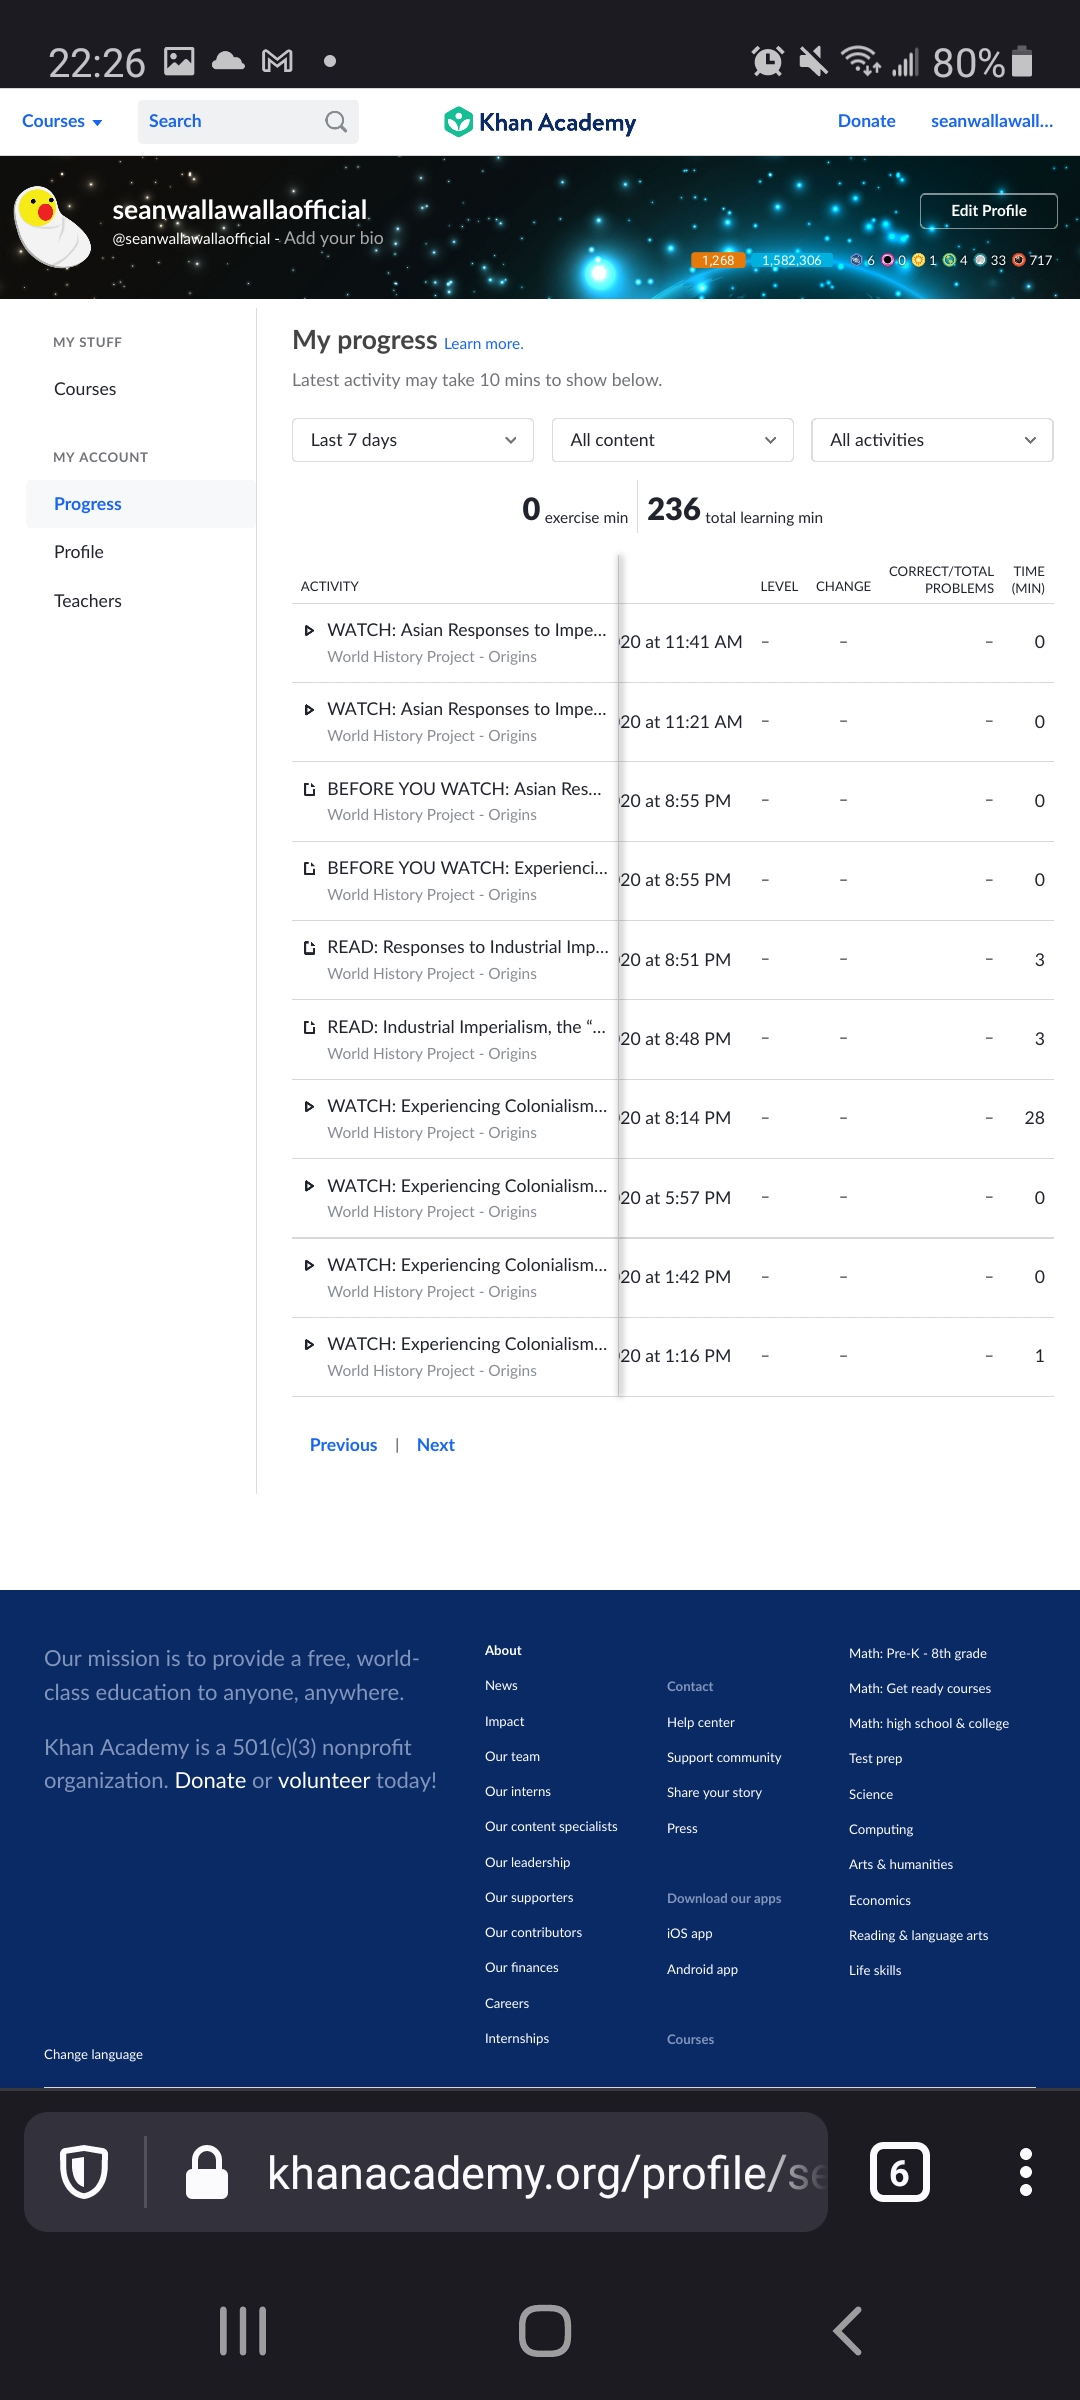 22:26
80%
Courses
Search
Khan Academy
Donate
seanwallawall...
seanwallawallaofficial
@seanwallawallaofficial - Add your bio
Edit Profile
1,268
1,582,306
6
0
1
4
33
717
MY STUFF
Courses
MY ACCOUNT
Progress
Profile
Teachers
My progress Learn more.
Latest activity may take 10 mins to show below.
Last 7 days
All content
All activities
0 exercise min
236 total learning min
ACTIVITY LEVEL CHANGE CORRECT/TOTAL PROBLEMS TIME (MIN)
WATCH: Asian Responses to Impe... 20 at 11:41 AM – – – 0
World History Project - Origins
WATCH: Asian Responses to Impe... 20 at 11:21 AM – – – 0
World History Project - Origins
BEFORE YOU WATCH: Asian Res... 20 at 8:55 PM – – – 0
World History Project - Origins
BEFORE YOU WATCH: Experienci... 20 at 8:55 PM – – – 0
World History Project - Origins
READ: Responses to Industrial Imp... 20 at 8:51 PM – – – 3
World History Project - Origins
READ: Industrial Imperialism, the “... 20 at 8:48 PM – – – 3
World History Project - Origins
WATCH: Experiencing Colonialism... 20 at 8:14 PM – – – 28
World History Project - Origins
WATCH: Experiencing Colonialism... 20 at 5:57 PM – – – 0
World History Project - Origins
WATCH: Experiencing Colonialism... 20 at 1:42 PM – – – 0
World History Project - Origins
WATCH: Experiencing Colonialism... 20 at 1:16 PM – – – 1
World History Project - Origins
Previous | Next
Our mission is to provide a free, world-
class education to anyone, anywhere.
Khan Academy is a 501(c)(3) nonprofit
organization. Donate or volunteer today!
Change language
About
News
Impact
Our team
Our interns
Our content specialists
Our leadership
Our supporters
Our contributors
Our finances
Careers
Internships
Contact
Help center
Support community
Share your story
Press
Download our apps
iOS app
Android app
Courses
Math: Pre-K - 8th grade
Math: Get ready courses
Math: high school & college
Test prep
Science
Computing
Arts & humanities
Economics
Reading & language arts
Life skills
khanacademy.org/profile/se
6